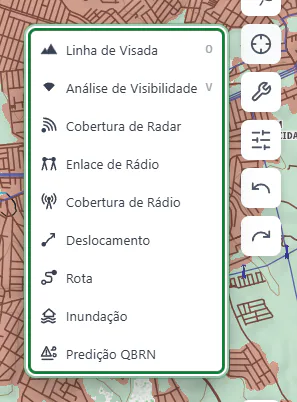 Linha de Visada O
Análise de Visibilidade V
Cobertura de Radar
Enlace de Rádio
Cobertura de Rádio
Deslocamento
Rota
Inundação
Predição QBRN